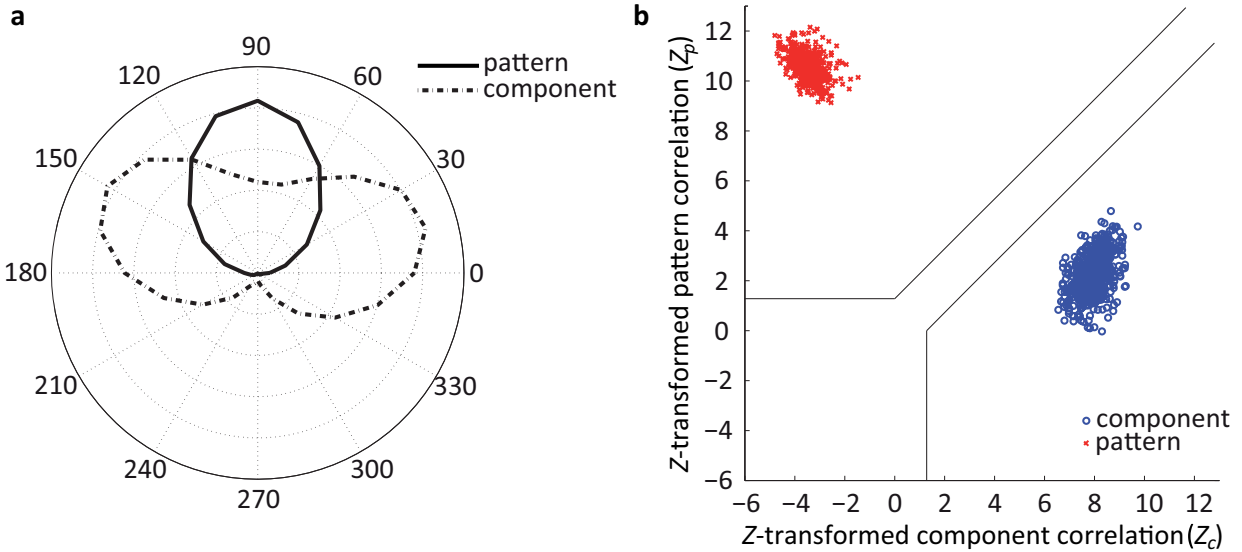 a
90
120
60
150
30
180
0
210
330
240
300
270
pattern
component
b
Z-transformed pattern correlation (Zp)
12
10
8
6
4
2
0
−2
−4
−6
−6 −4 −2 0 2 4 6 8 10 12
Z-transformed component correlation (Zc)
component
pattern